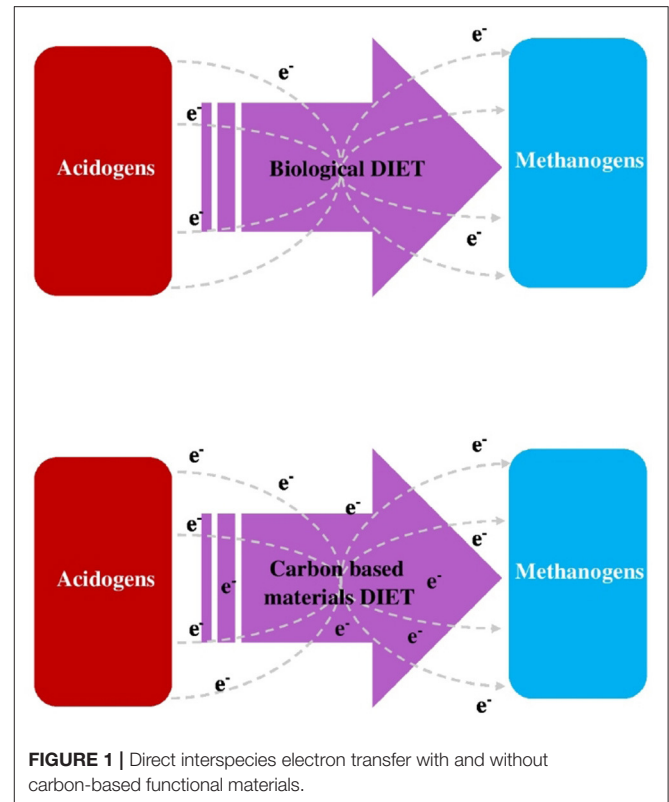 e-
e-
Acidogens
Biological DIET
Methanogens
e-
e-
e-
e-
e-
e-
e-
e-
Acidogens
e-
Carbon based
materials DIET
e-
Methanogens
e-
e-
e-
e-
e-
FIGURE 1 | Direct interspecies electron transfer with and without
carbon-based functional materials.